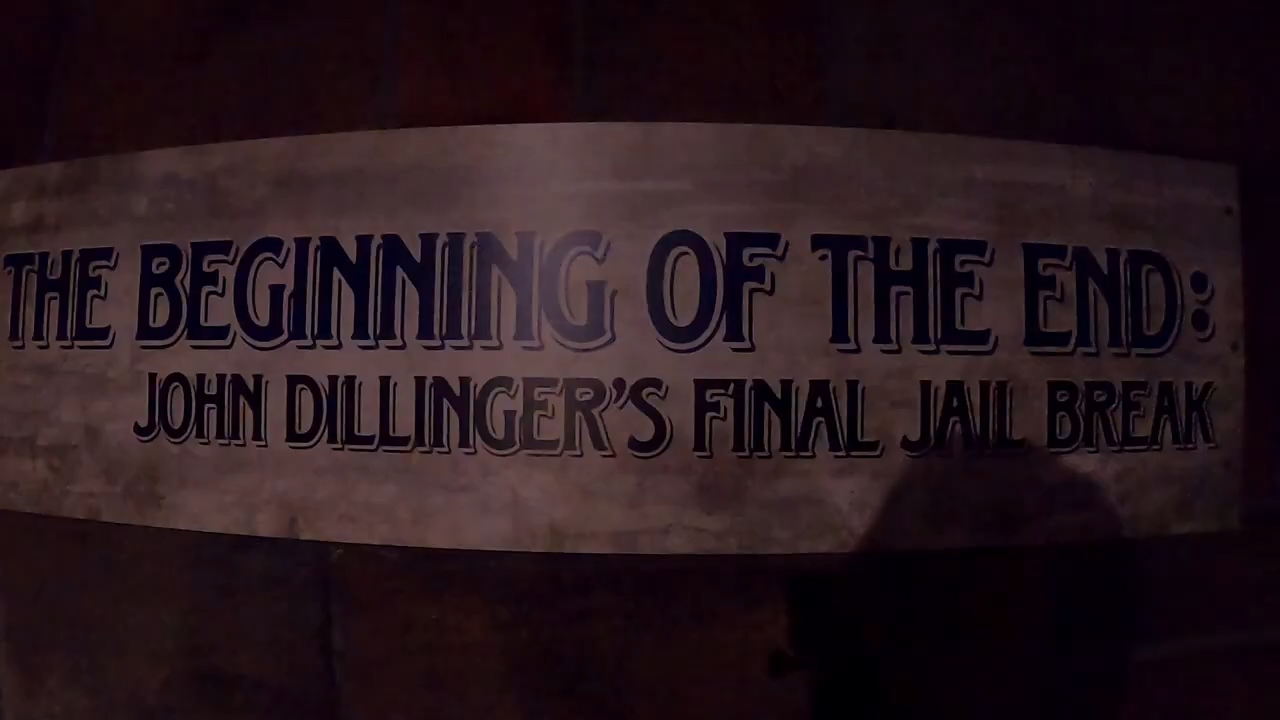 THE BEGINNING OF THE END:
JOHN DILLINGER'S FINAL JAIL BREAK